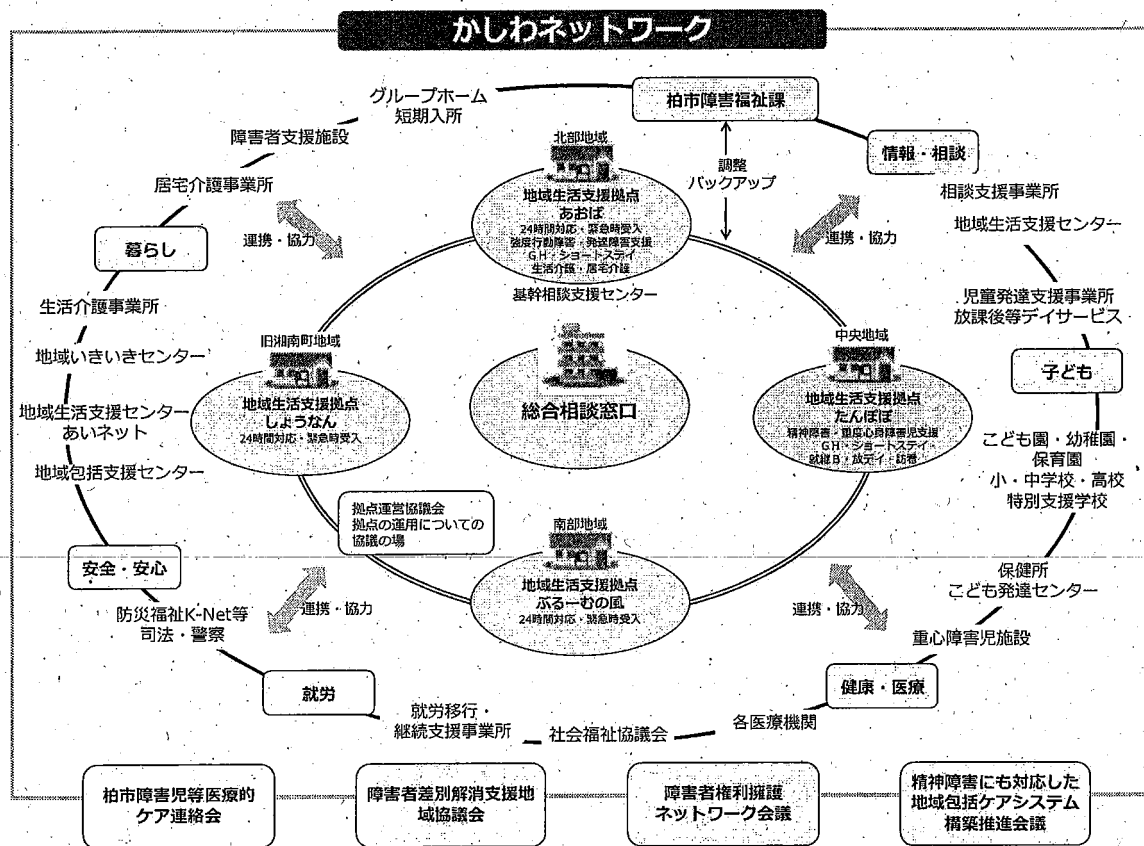 かしわネットワーク
グループホーム
短期入所
柏市障害福祉課
障害者支援施設
情報・相談
北部地域
調整
バックアップ
居宅介護事業所
相談支援事業所
地域生活支援拠点
あおば
24時間対応・緊急時受入
強度行動障害・発達障害支援
GH・ショートステイ
生活介護・居宅介護
基幹相談支援センター
地域生活支援センター
連携・協力
連携・協力
暮らし
生活介護事業所
児童発達支援事業所
放課後等デイサービス
旧湘南町地域
中央地域
地域いきいきセンター
子ども
地域生活支援拠点
しょうなん
24時間対応・緊急時受入
総合相談窓口
地域生活支援拠点
たんぽぽ
精神障害・重度心身障害児支援
GH・ショートステイ・
就継B・放デイ・訪看
地域生活支援センター
あいネット
こども園・幼稚園・
保育園
小・中学校・高校
特別支援学校
地域包括支援センター
拠点運営協議会
拠点の運用についての
協議の場
南部地域
安全・安心
地域生活支援拠点
ぶるーむの風
24時間対応・緊急時受入
保健所
こども発達センター
防災福祉K-Net等
司法・警察
連携・協力
連携・協力
重心障害児施設
就労
健康・医療
就労移行・
継続支援事業所
社会福祉協議会
各医療機関
柏市障害児等医療的
ケア連絡会
障害者差別解消支援地
域協議会
障害者権利擁護
ネットワーク会議
精神障害にも対応した
地域包括ケアシステム
構築推進会議